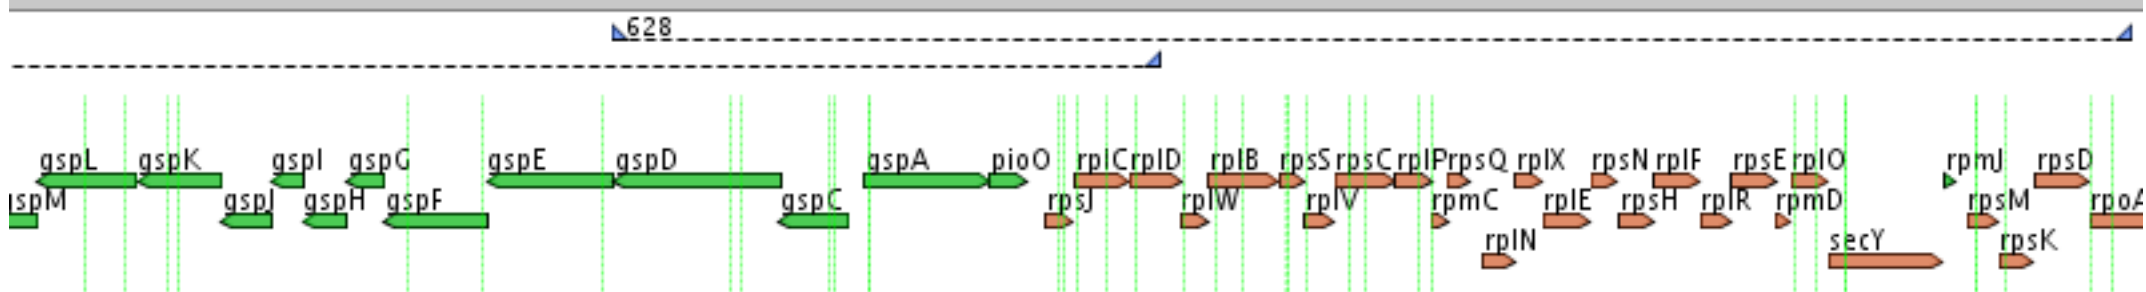 628
gspL gspK gspI gspG gspE gspD gspA pioO rplC rplD rplB rpsS rpsC rplP rpsQ rplX rpsN rplF rpsE rplO rpmJ rpsD
gspJ gspH gspF gspC rpsJ rplW rplV rpmC rplE rpsH rplR rpmD rpsM rpoA
rplN secY rpsK